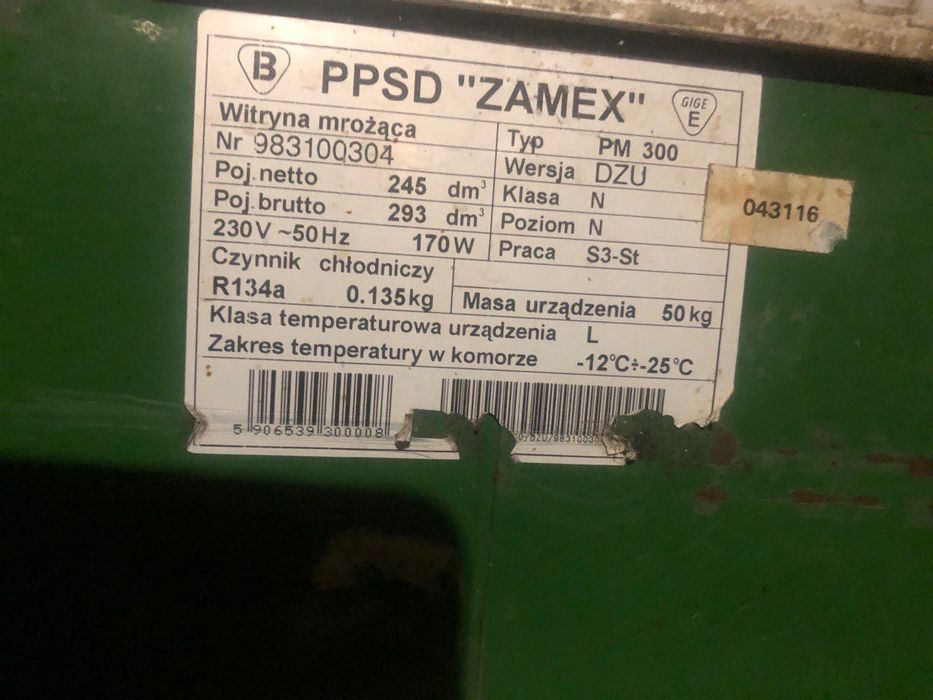 B PPSD "ZAMEX" GIGE E
Witryna mrożąca
Nr 983100304
Poj.netto 245 dm³
Poj.brutto 293 dm³
230V ~50Hz 170W
Typ PM 300
Wersja DZU
Klasa N
Poziom N
Praca S3-St
Czynnik chłodniczy
R134a 0.135kg
Masa urządzenia 50kg
Klasa temperaturowa urządzenia L
Zakres temperatury w komorze -12°C÷-25°C
5 906539 300008
/DZU/9831003
043116